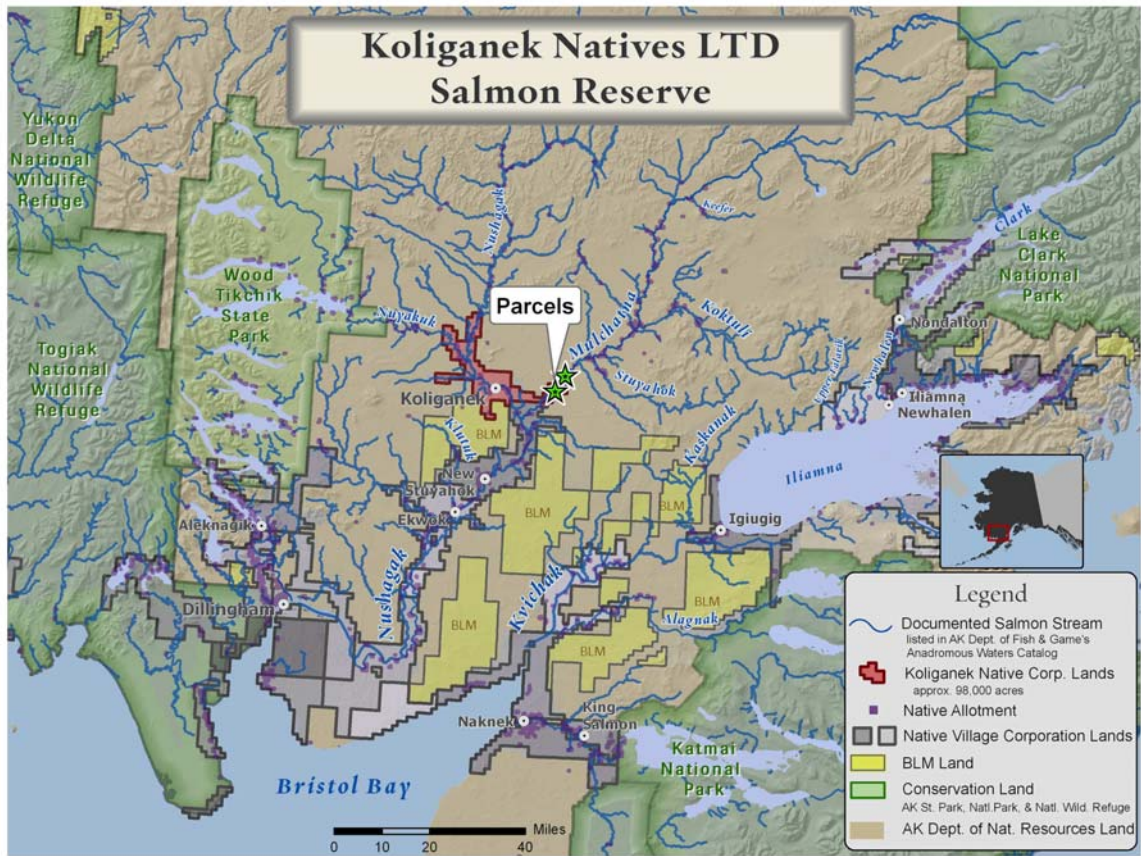 Koliganek Natives LTD
Salmon Reserve
Yukon
Delta
National
Wildlife
Refuge
Wood
Tikchik
State
Park
Togiak
National
Wildlife
Refuge
Nushagak
Keefer
Clark
Lake
Clark
National
Park
Parcels
Nuyakuk
Mulchatna
Koktuli
Stuyahok
Nondalton
Newhalen
Upper Talarik
Iliamna
Newhalen
Koliganek
Klutuk
BLM
Kaskanak
Iliamna
New
Stuyahok
Ekwok
BLM
BLM
Igiugig
Aleknagik
Dillingham
Nushagak
Kvichak
BLM
BLM
Alagnak
BLM
Naknek
King
Salmon
Katmai
National
Park
Bristol Bay
Miles
0 10 20 40
Legend
Documented Salmon Stream
listed in AK Dept. of Fish & Game's
Anadromous Waters Catalog
Koliganek Native Corp. Lands
approx. 98,000 acres
Native Allotment
Native Village Corporation Lands
BLM Land
Conservation Land
AK St. Park, Natl.Park, & Natl. Wild. Refuge
AK Dept. of Nat. Resources Land